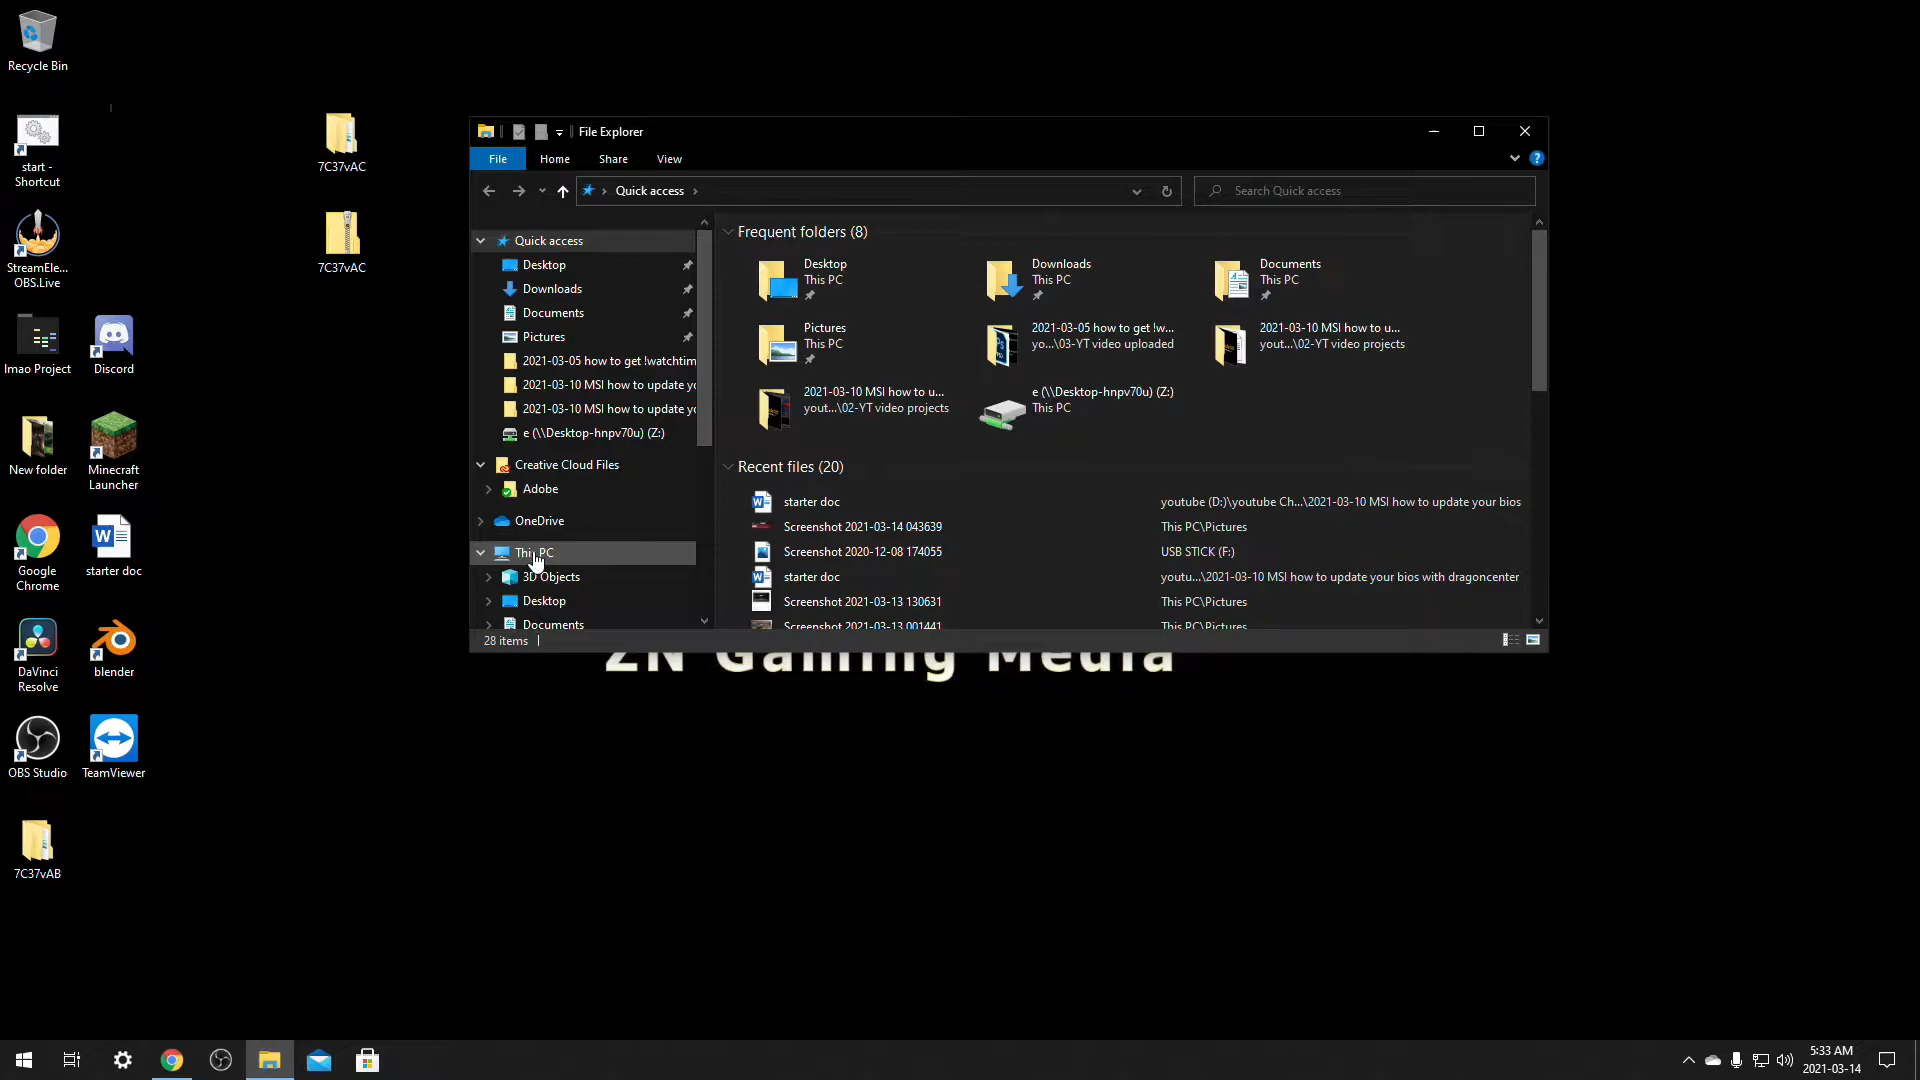 Recycle Bin
start -
Shortcut
StreamEle...
OBS.Live
lmao Project
Discord
New folder
Minecraft
Launcher
Google
Chrome
starter doc
DaVinci
Resolve
blender
OBS Studio
TeamViewer
7C37vAB
7C37vAC
7C37vAC
File Explorer
File
Home
Share
View
Quick access
Search Quick access
Quick access
Desktop
Downloads
Documents
Pictures
2021-03-05 how to get !watchtim
2021-03-10 MSI how to update yo
2021-03-10 MSI how to update yo
e (\\Desktop-hnpv70u) (Z:)
Creative Cloud Files
Adobe
OneDrive
This PC
3D Objects
Desktop
Documents
Frequent folders (8)
Desktop
This PC
Downloads
This PC
Documents
This PC
Pictures
This PC
2021-03-05 how to get !w...
yo...\03-YT video uploaded
2021-03-10 MSI how to u...
yout...\02-YT video projects
2021-03-10 MSI how to u...
yout...\02-YT video projects
e (\\Desktop-hnpv70u) (Z:)
This PC
Recent files (20)
starter doc youtube (D:)\youtube Ch...\2021-03-10 MSI how to update your bios
Screenshot 2021-03-14 043639 This PC\Pictures
Screenshot 2020-12-08 174055 USB STICK (F:)
starter doc youtu...\2021-03-10 MSI how to update your bios with dragoncenter
Screenshot 2021-03-13 130631 This PC\Pictures
Screenshot 2021-03-13 001441 This PC\Pictures
28 items
ZN Gaming Media
5:33 AM
2021-03-14